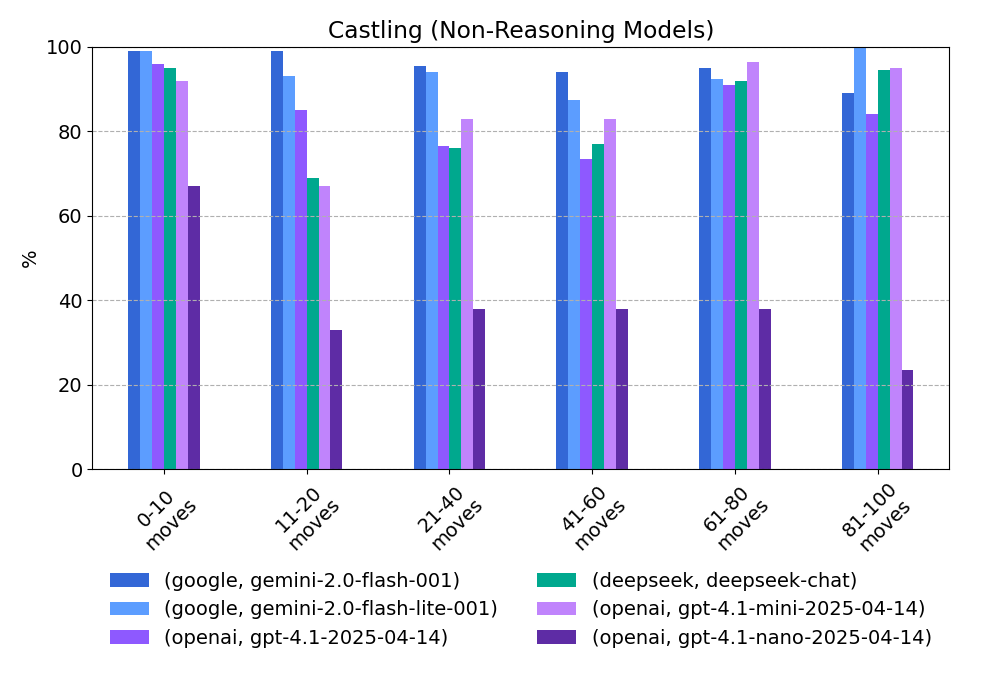 Castling (Non-Reasoning Models)
100
80
60
40
20
0
%
0-10
moves
11-20
moves
21-40
moves
41-60
moves
61-80
moves
81-100
moves
(google, gemini-2.0-flash-001)
(google, gemini-2.0-flash-lite-001)
(openai, gpt-4.1-2025-04-14)
(deepseek, deepseek-chat)
(openai, gpt-4.1-mini-2025-04-14)
(openai, gpt-4.1-nano-2025-04-14)